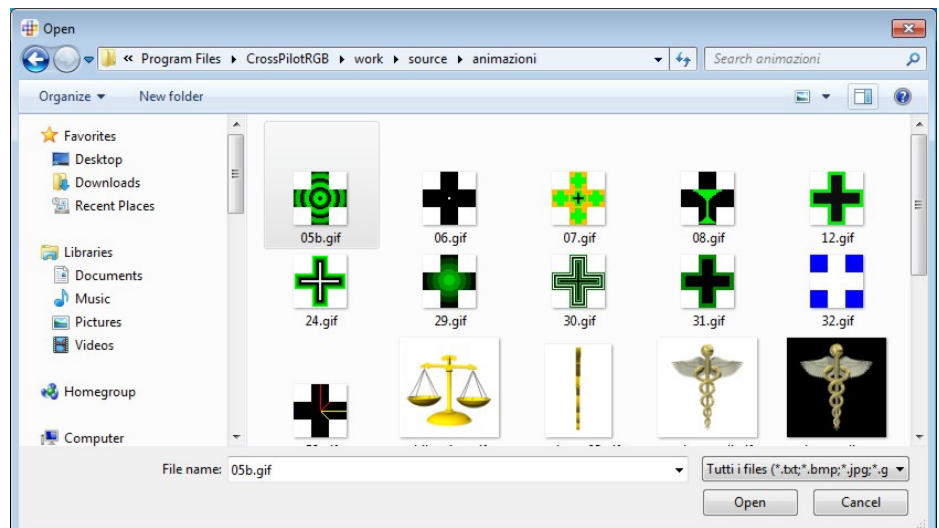 Open
« Program Files ▸ CrossPilotRGB ▸ work ▸ source ▸ animazioni
Search animazioni
Organize ▾ New folder
Favorites
Desktop
Downloads
Recent Places
Libraries
Documents
Music
Pictures
Videos
Homegroup
Computer
05b.gif 06.gif 07.gif 08.gif 12.gif
24.gif 29.gif 30.gif 31.gif 32.gif
File name: 05b.gif
Tutti i files (*.txt;*.bmp;*.jpg;*.g
Open Cancel